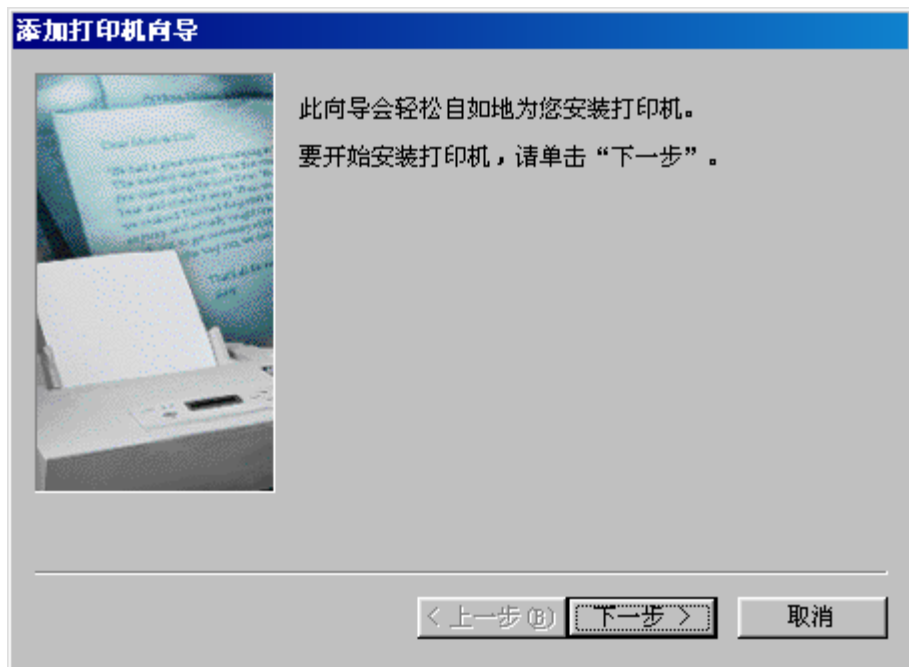 添加打印机向导
此向导会轻松自如地为您安装打印机。
要开始安装打印机，请单击“下一步”。
< 上一步(B)
下一步 >
取消